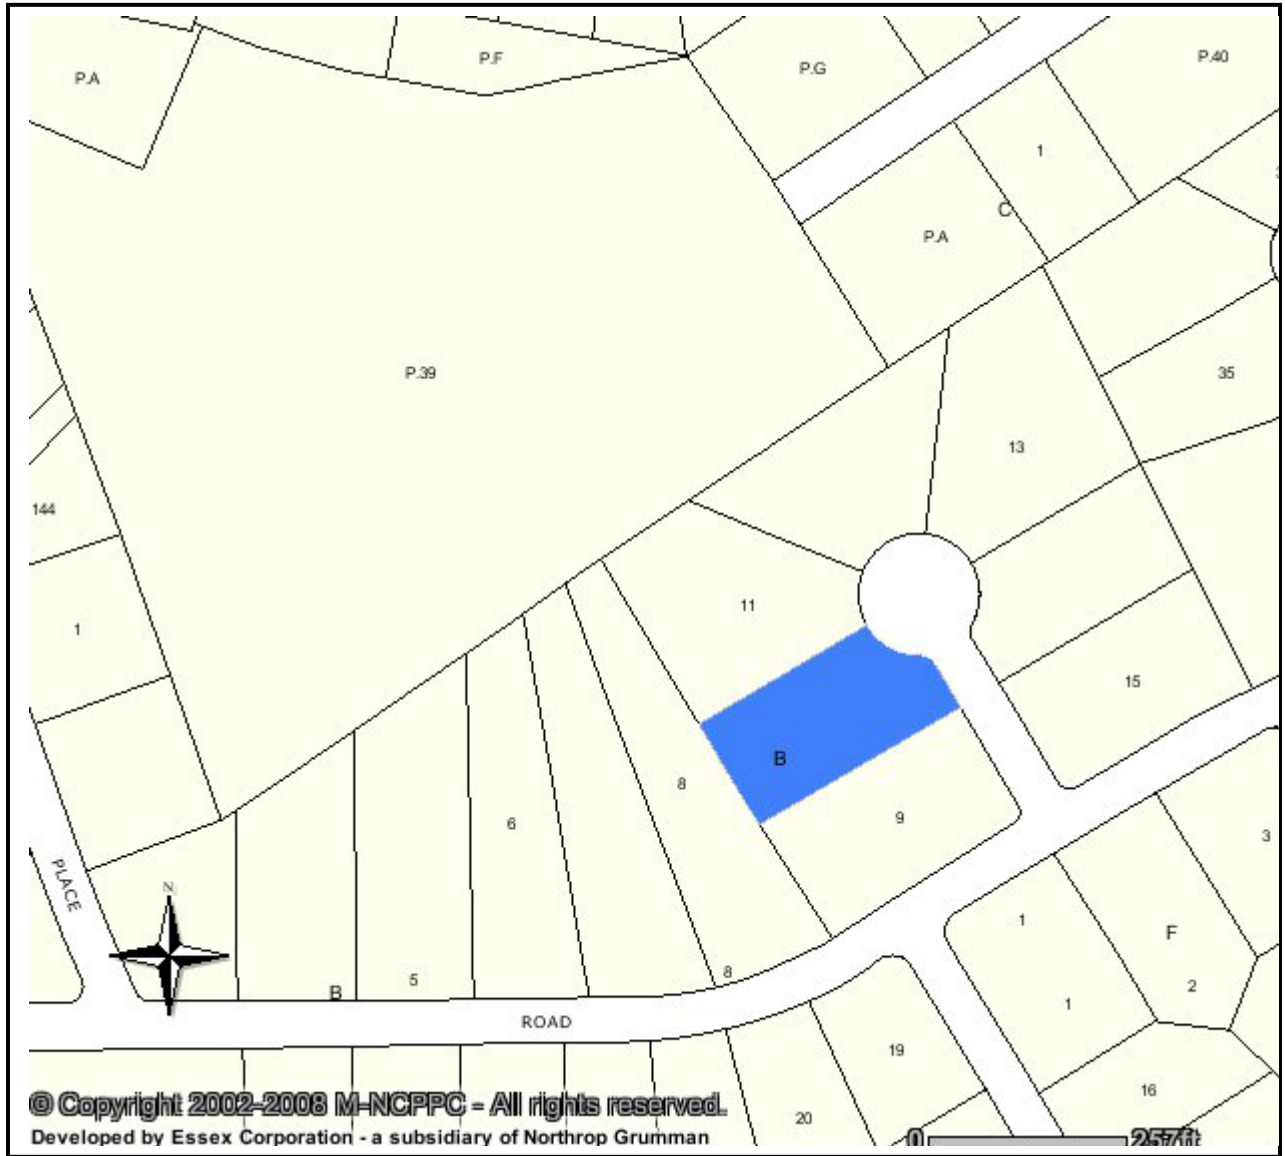 P.F
P.A
P.G
P.40
1
C
P.A
P.39
35
13
144
11
1
15
B
8
6
9
3
PLACE
N
1
F
8
5
B
2
1
ROAD
19
16
20
© Copyright 2002-2008 M-NCPPC - All rights reserved.
Developed by Essex Corporation - a subsidiary of Northrop Grumman
0 257ft